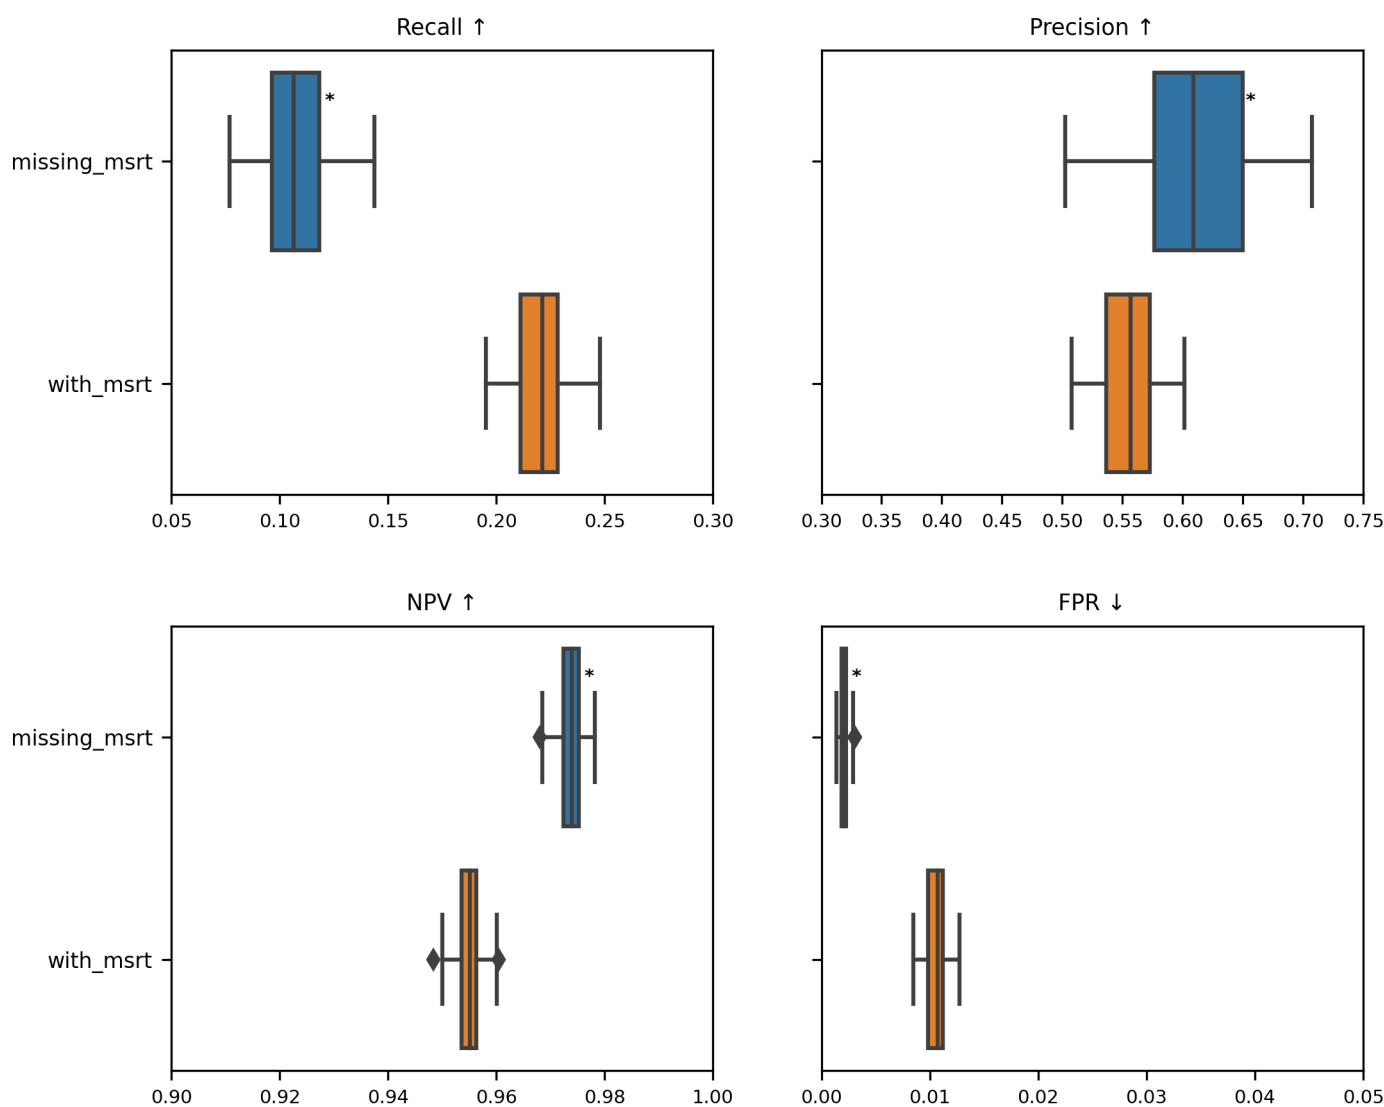 Recall ↑
Precision ↑
*
*
missing_msrt
with_msrt
0.05 0.10 0.15 0.20 0.25 0.30
0.30 0.35 0.40 0.45 0.50 0.55 0.60 0.65 0.70 0.75
NPV ↑
FPR ↓
*
*
missing_msrt
with_msrt
0.90 0.92 0.94 0.96 0.98 1.00
0.00 0.01 0.02 0.03 0.04 0.05